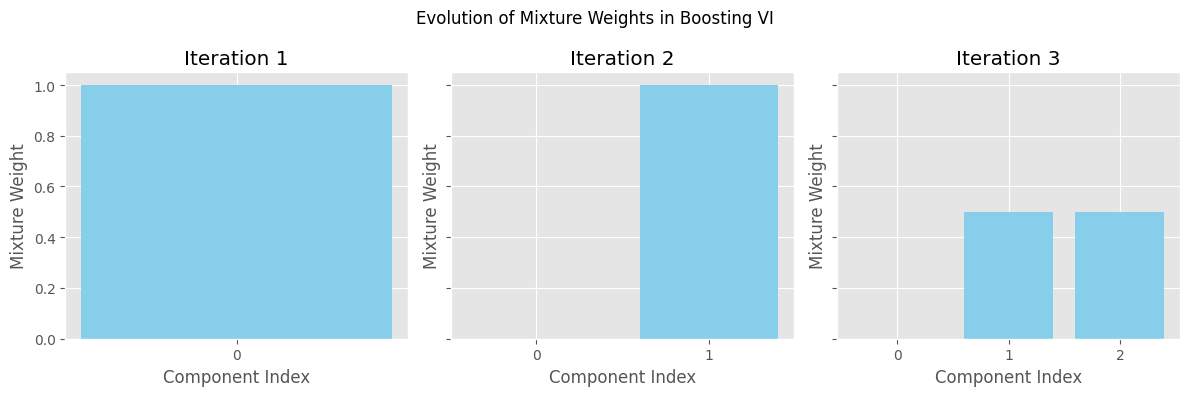 Evolution of Mixture Weights in Boosting VI
Iteration 1
Mixture Weight
1.0
0.8
0.6
0.4
0.2
0.0
0
Component Index
Iteration 2
Mixture Weight
0 1
Component Index
Iteration 3
Mixture Weight
0 1 2
Component Index